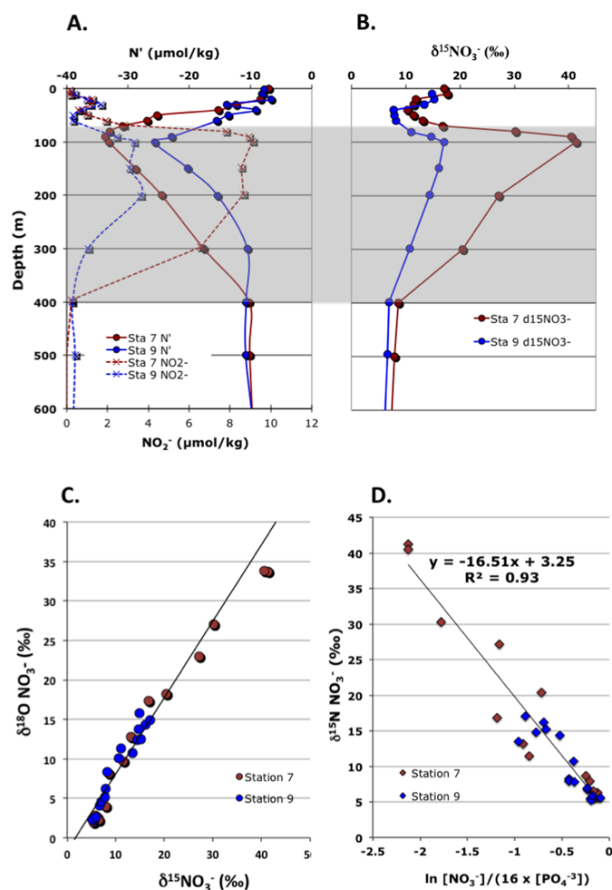 A.
B.
N' (µmol/kg)
δ¹⁵NO₃⁻ (‰)
-40 -30 -20 -10
0 10 20 30 40
0
100
200
300
400
500
600
Depth (m)
Sta 7 N'
Sta 9 N'
Sta 7 NO2-
Sta 9 NO2-
Sta 7 d15NO3-
Sta 9 d15NO3-
0 2 4 6 8 10 12
NO₂⁻ (µmol/kg)
C.
D.
40
35
30
25
20
15
10
5
0
δ¹⁸O NO₃- (‰)
Station 7
Station 9
0 10 20 30 40 50
δ¹⁵NO₃⁻ (‰)
45
40
35
30
25
20
15
10
5
0
δ¹⁵N NO₃⁻ (‰)
y = -16.51x + 3.25
R² = 0.93
Station 7
Station 9
-2.5 -2 -1.5 -1 -0.5 0
ln [NO₃⁻]/(16 x [PO₄⁻³])